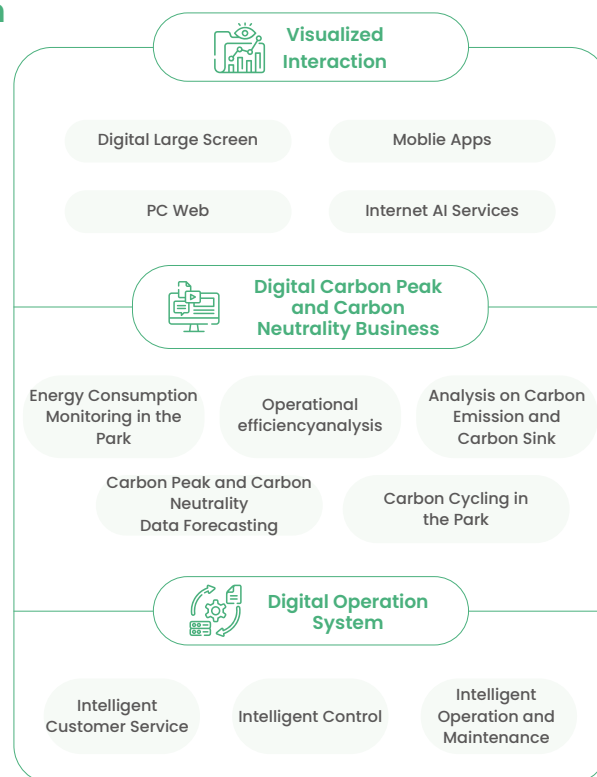 Visualized
Interaction
Digital Large Screen
Moblie Apps
PC Web
Internet AI Services
Digital Carbon Peak
and Carbon
Neutrality Business
Energy Consumption
Monitoring in the
Park
Operational
efficiencyanalysis
Analysis on Carbon
Emission and
Carbon Sink
Carbon Peak and Carbon
Neutrality
Data Forecasting
Carbon Cycling in
the Park
Digital Operation
System
Intelligent
Customer Service
Intelligent Control
Intelligent
Operation and
Maintenance